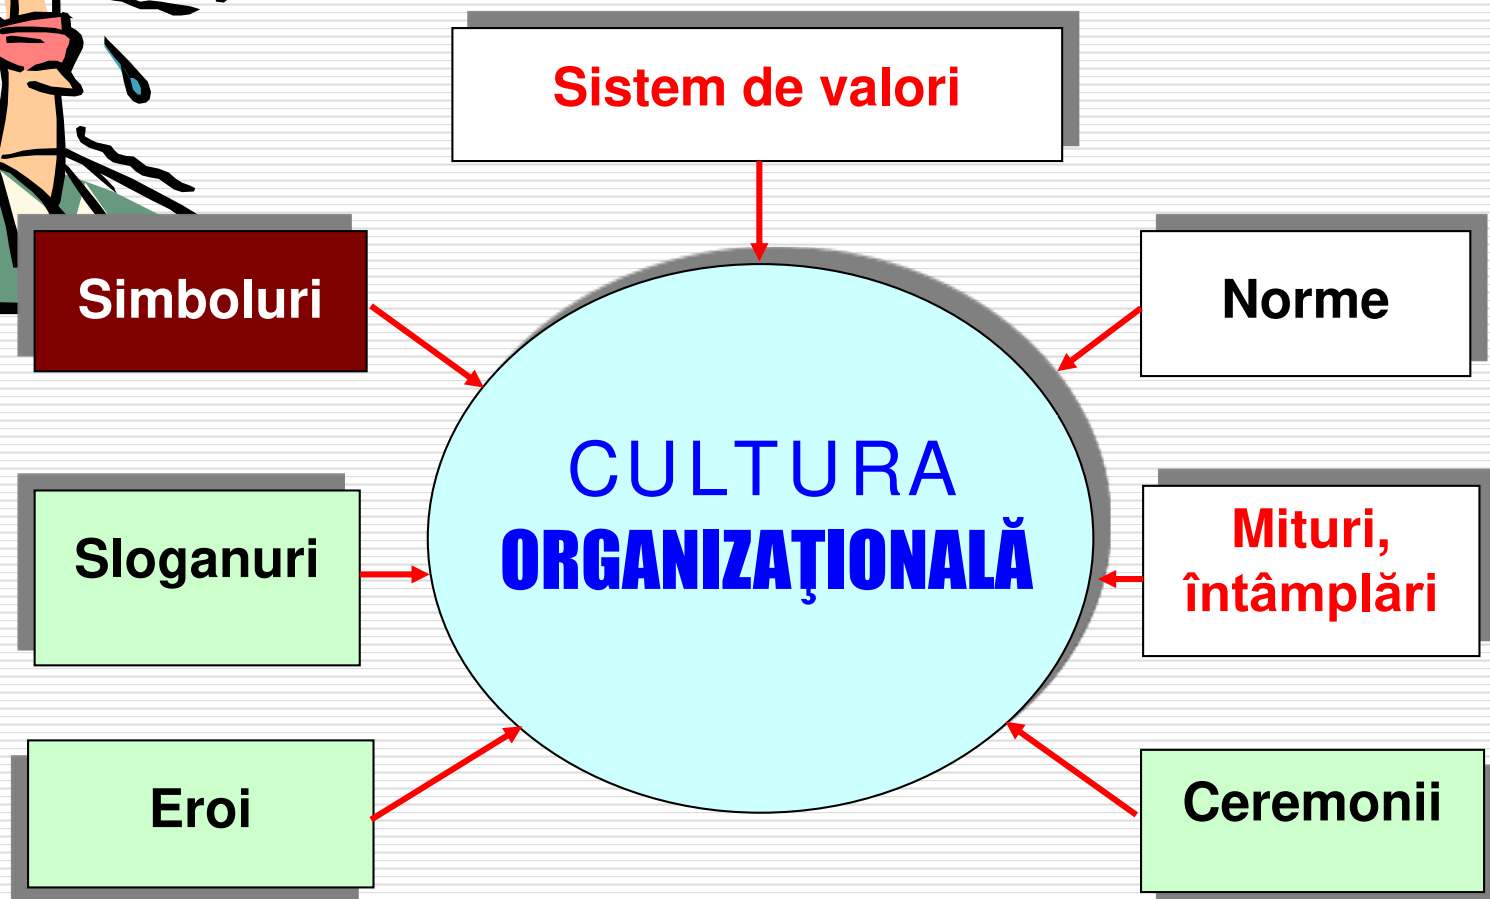 Sistem de valori
Simboluri
Norme
CULTURA
ORGANIZAŢIONALĂ
Sloganuri
Mituri,
întâmplări
Eroi
Ceremonii